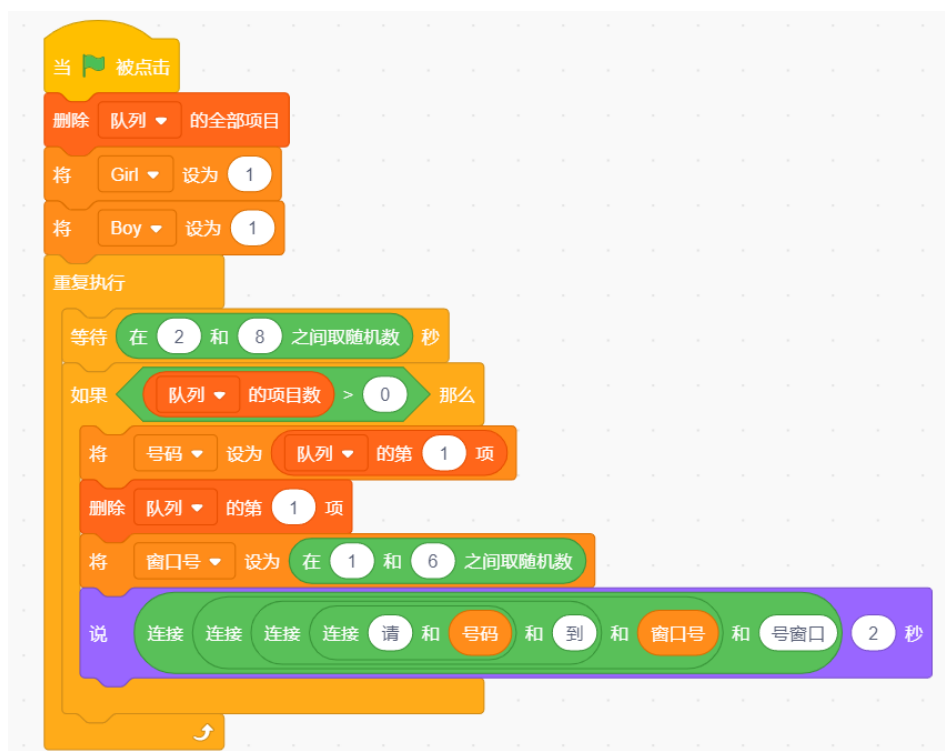 当 被点击
删除 队列 的全部项目
将 Girl 设为 1
将 Boy 设为 1
重复执行
等待 在 2 和 8 之间取随机数 秒
如果 队列 的项目数 > 0 那么
将 号码 设为 队列 的第 1 项
删除 队列 的第 1 项
将 窗口号 设为 在 1 和 6 之间取随机数
说 连接 连接 连接 连接 请 和 号码 和 到 和 窗口号 和 号窗口 2 秒